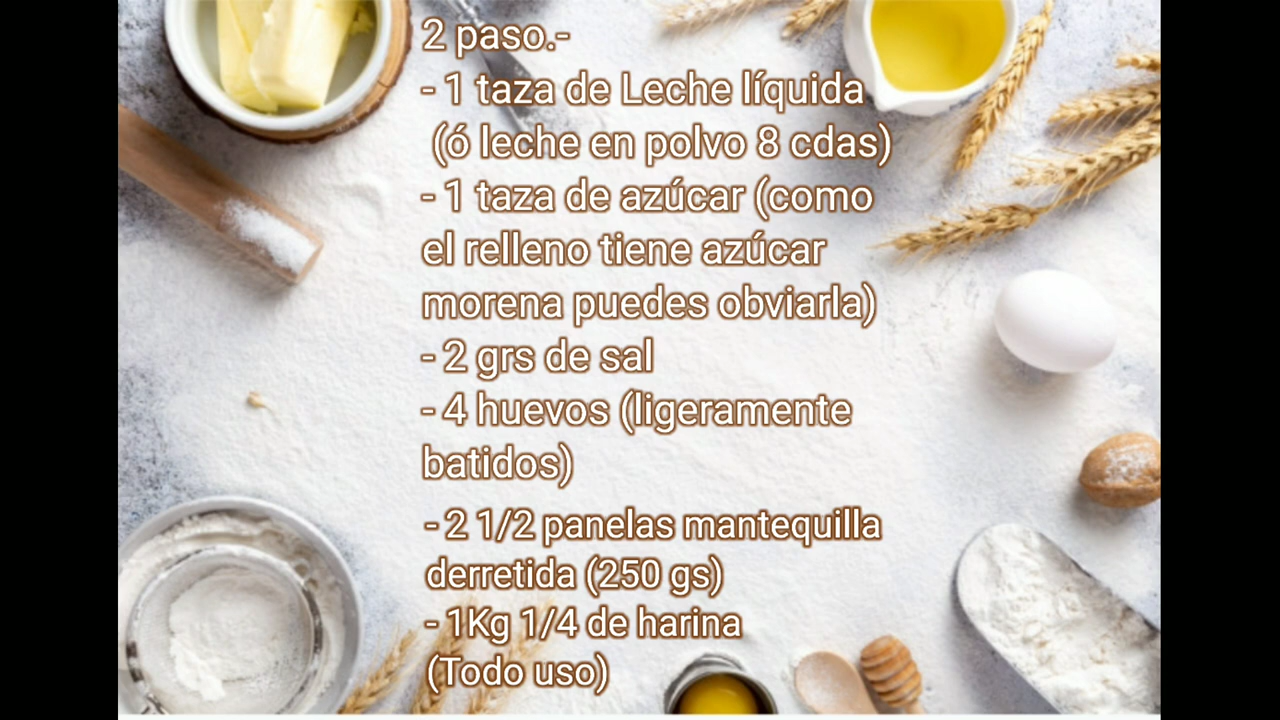 2 paso.-
- 1 taza de Leche líquida
(ó leche en polvo 8 cdas)
- 1 taza de azúcar (como
el relleno tiene azúcar
morena puedes obviarla)
- 2 grs de sal
- 4 huevos (ligeramente
batidos)
- 2 1/2 panelas mantequilla
derretida (250 gs)
- 1Kg 1/4 de harina
(Todo uso)